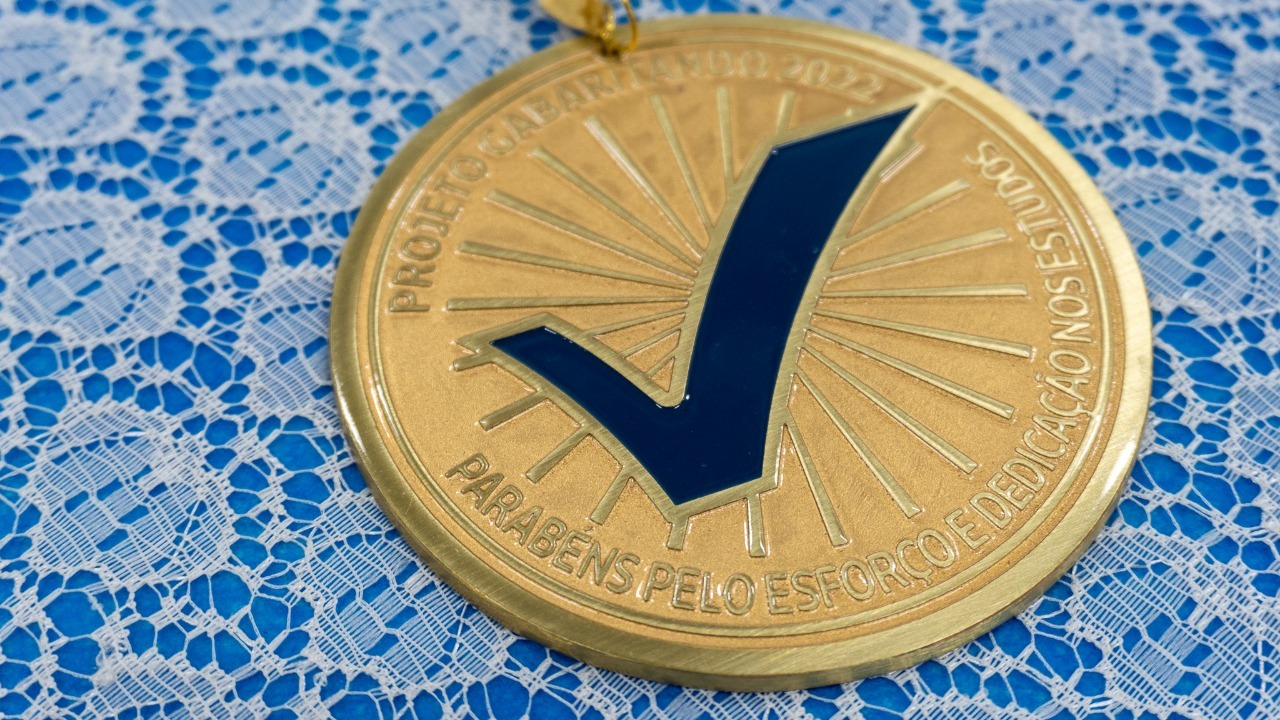 PROJETO GABARITANDO 2022
PARABÉNS PELO ESFORÇO E DEDICAÇÃO NOS ESTUDOS